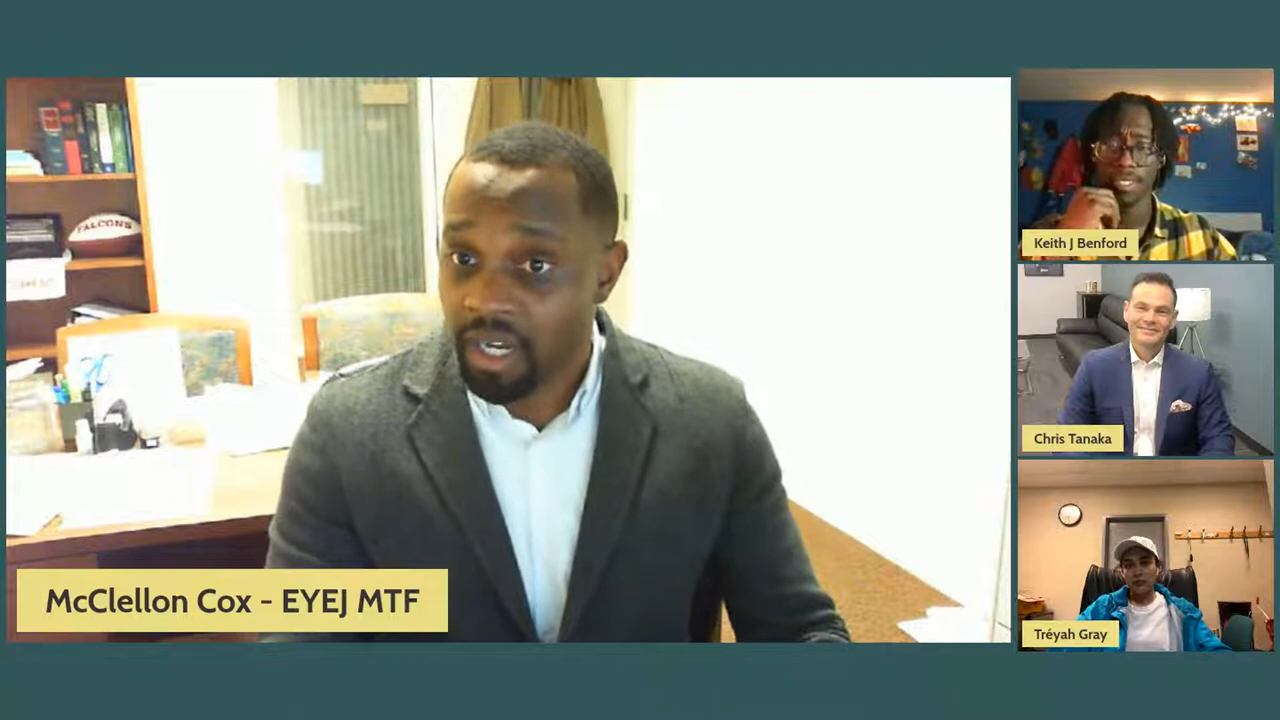 FALCONS
McClellon Cox - EYEJ MTF
Keith J Benford
Chris Tanaka
Tréyah Gray